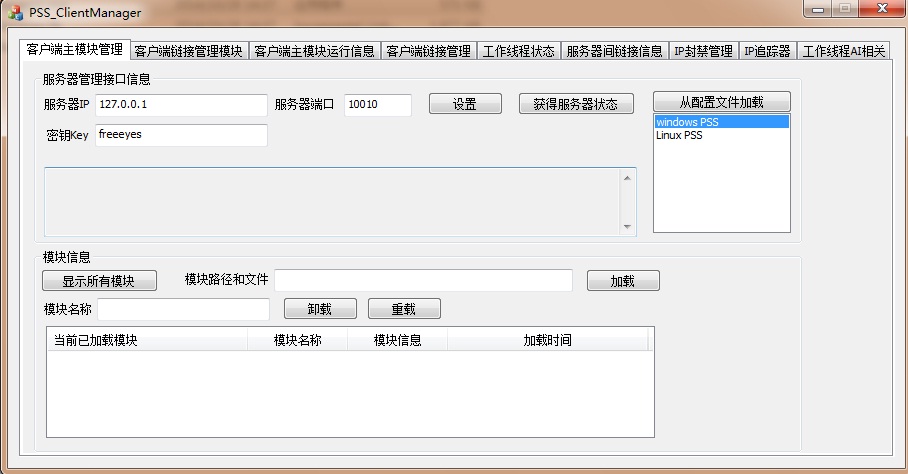 PSS_ClientManager
客户端主模块管理 客户端链接管理模块 客户端主模块运行信息 客户端链接管理 工作线程状态 服务器间链接信息 IP封禁管理 IP追踪器 工作线程AI相关
服务器管理接口信息
服务器IP 127.0.0.1 服务器端口 10010 设置 获得服务器状态 从配置文件加载
windows PSS
Linux PSS
密钥Key freeeyes
模块信息
显示所有模块 模块路径和文件 加载
模块名称 卸载 重载
当前已加载模块 模块名称 模块信息 加载时间